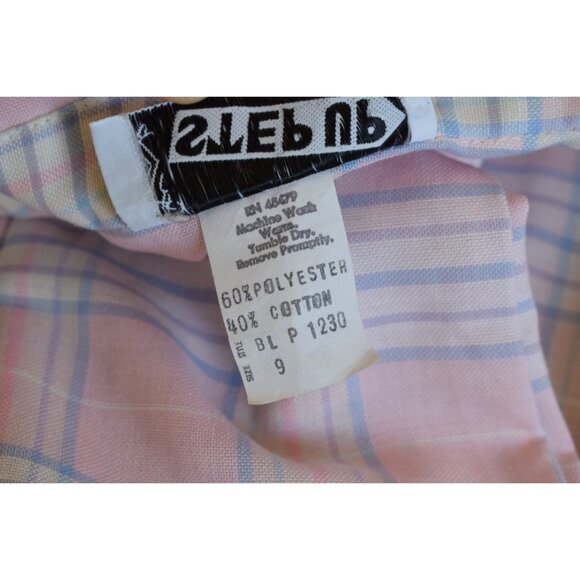 STEP UP
RN 48479
Machine Wash
Warm.
Tumble Dry.
Remove Promptly.
60%POLYESTER
40% COTTON
BL P 1230
STYLE
SIZE
9